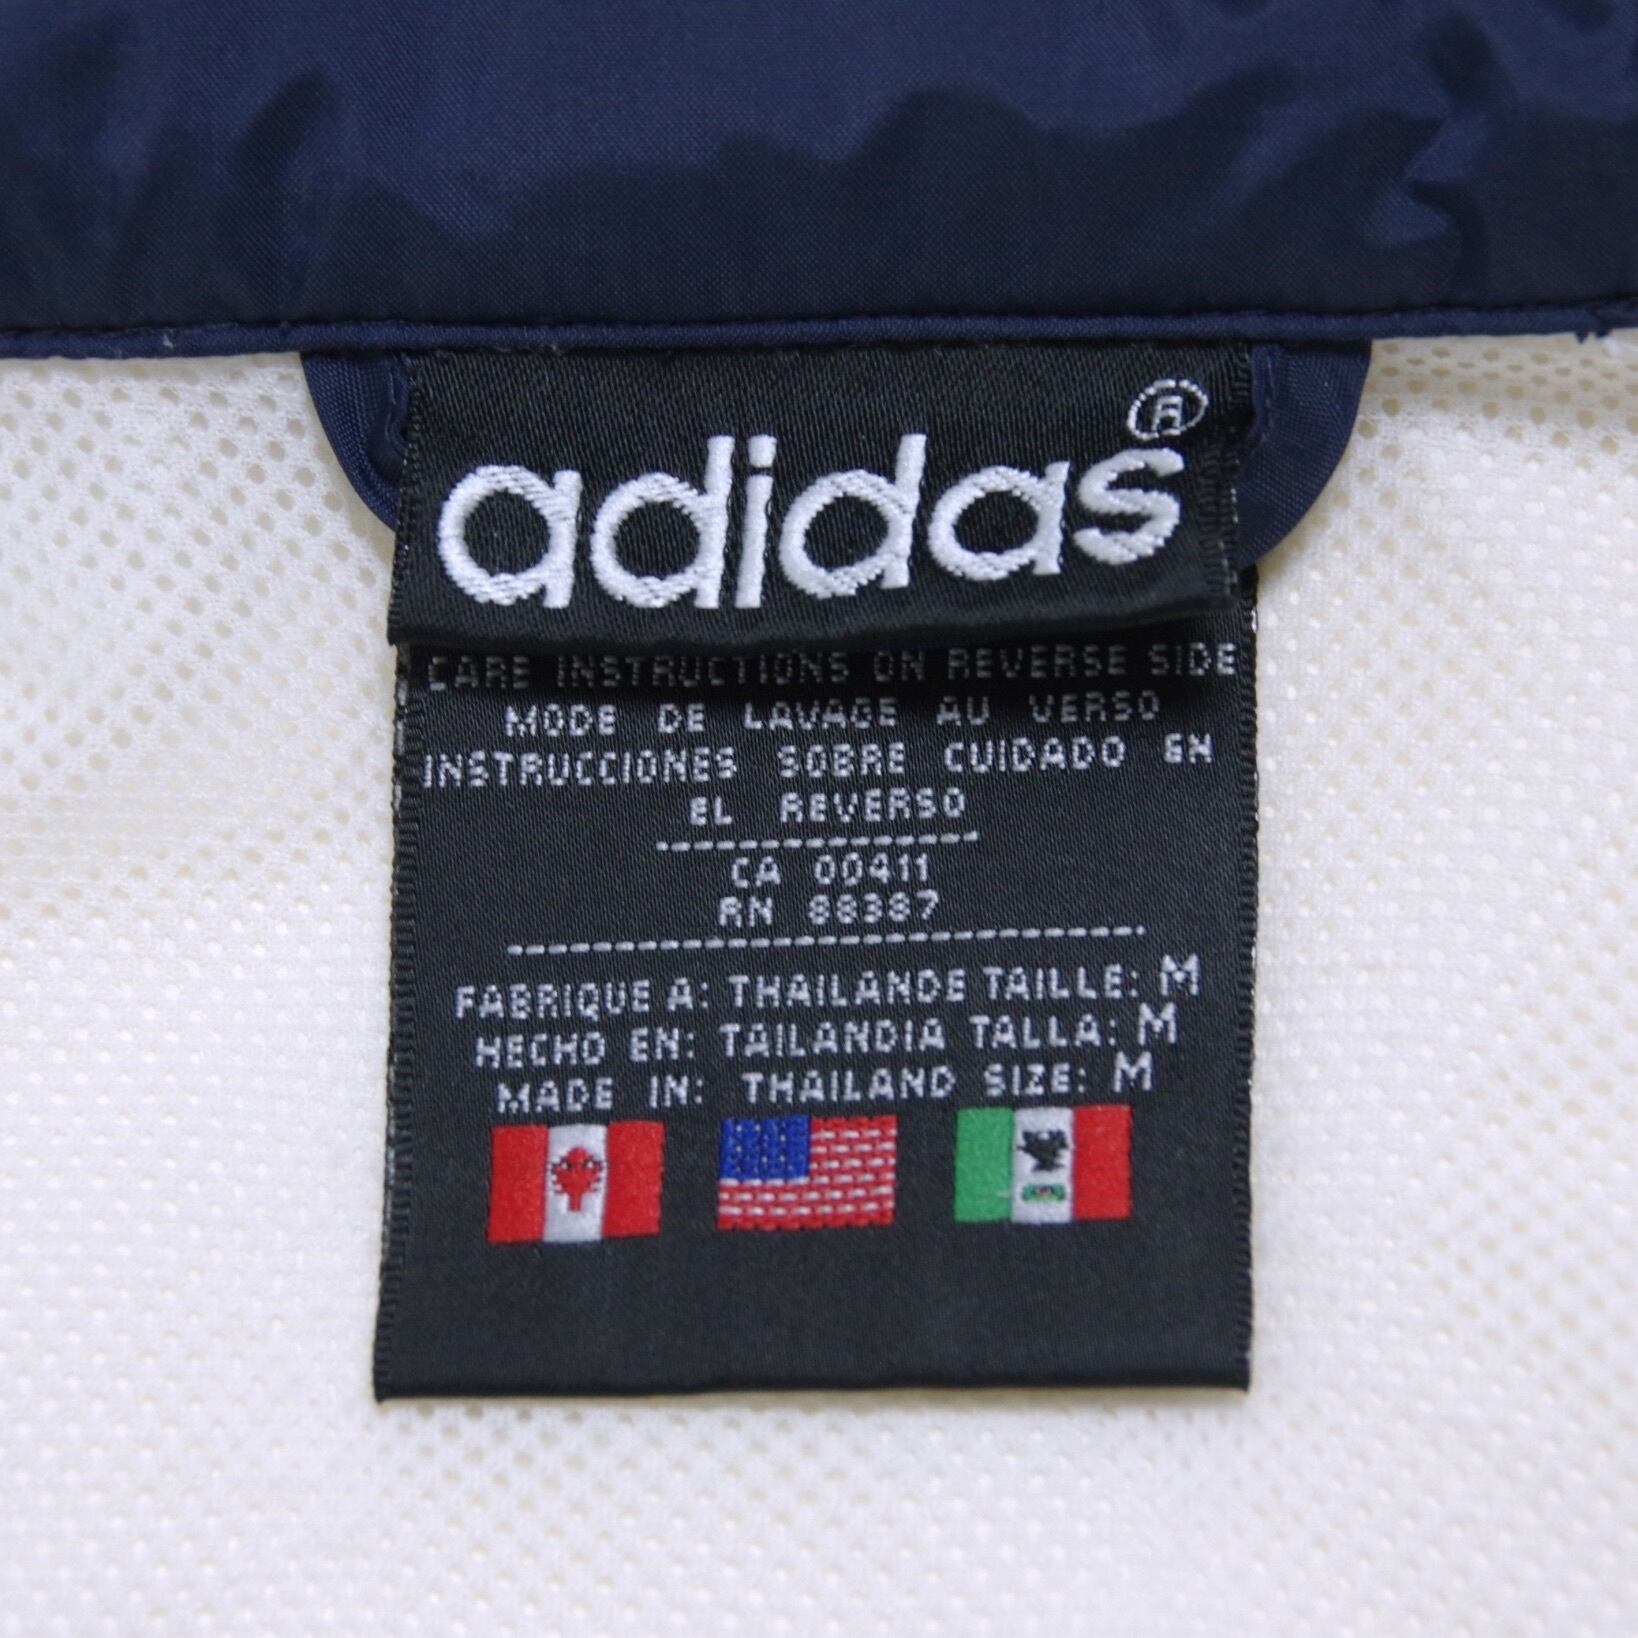 adidas®
CARE INSTRUCTIONS ON REVERSE SIDE
MODE DE LAVAGE AU VERSO
INSTRUCCIONES SOBRE CUIDADO EN
EL REVERSO
CA 00411
RN 88387
FABRIQUE A: THAILANDE TAILLE: M
HECHO EN: TAILANDIA TALLA: M
MADE IN: THAILAND SIZE: M